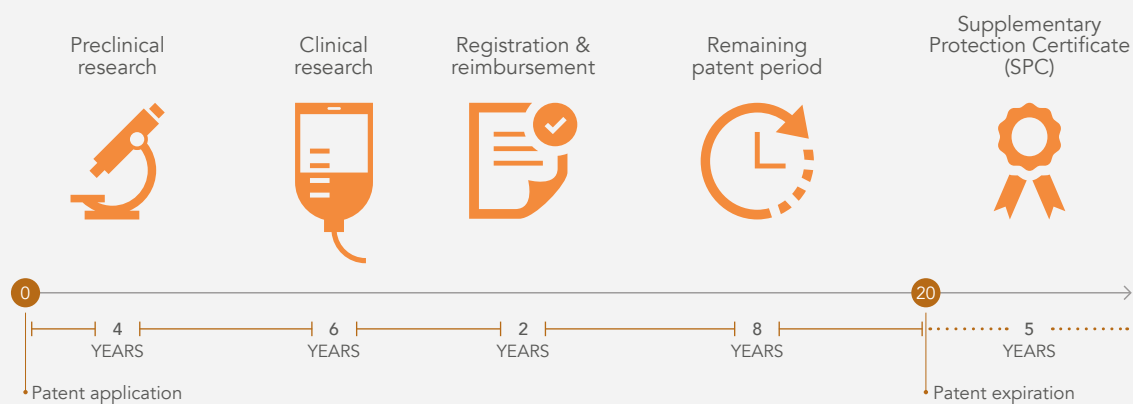 Preclinical
research
Clinical
research
Registration &
reimbursement
Remaining
patent period
Supplementary
Protection Certificate
(SPC)
0
20
4
YEARS
6
YEARS
2
YEARS
8
YEARS
5
YEARS
Patent application
Patent expiration